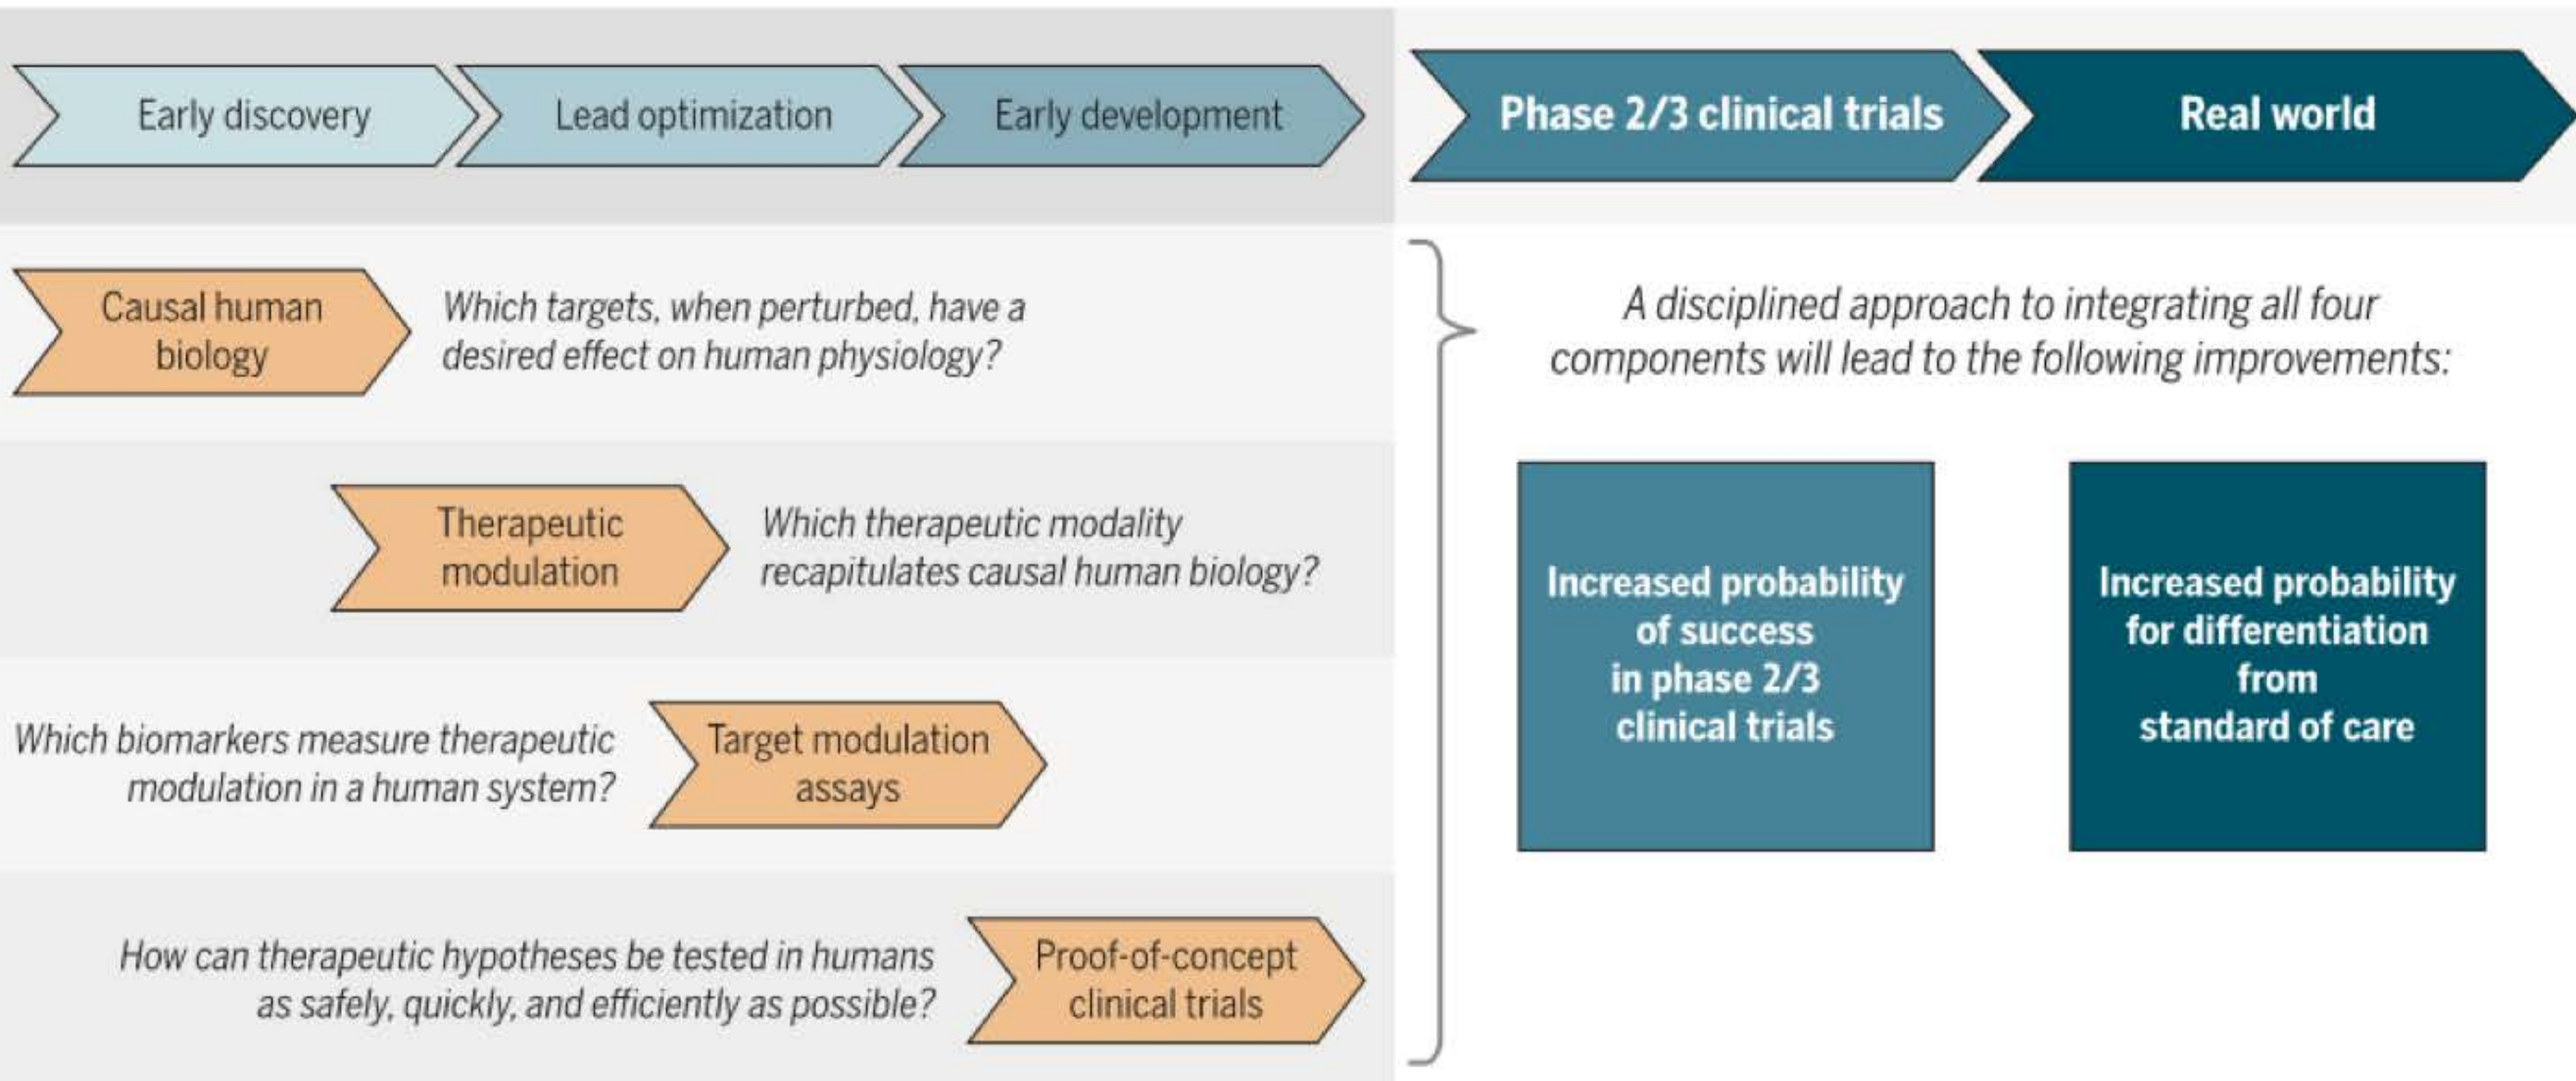 Early discovery
Lead optimization
Early development
Phase 2/3 clinical trials
Real world
Causal human
biology
Which targets, when perturbed, have a
desired effect on human physiology?
Therapeutic
modulation
Which therapeutic modality
recapitulates causal human biology?
Which biomarkers measure therapeutic
modulation in a human system?
Target modulation
assays
How can therapeutic hypotheses be tested in humans
as safely, quickly, and efficiently as possible?
Proof-of-concept
clinical trials
A disciplined approach to integrating all four
components will lead to the following improvements:
Increased probability
of success
in phase 2/3
clinical trials
Increased probability
for differentiation
from
standard of care